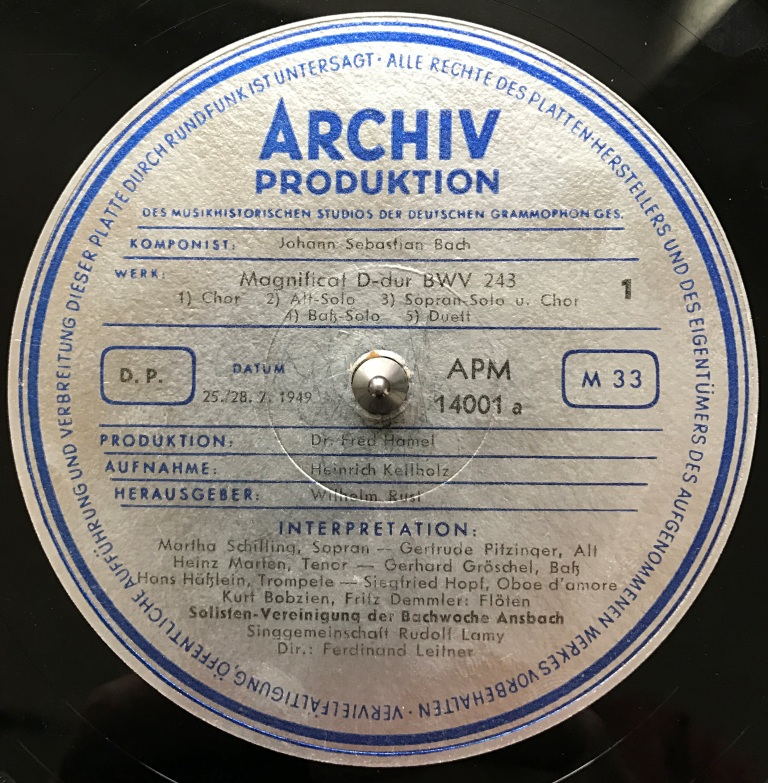 ALLE RECHTE DES PLATTEN-HERSTELLERS UND DES EIGENTÜMERS DES AUFGENOMMENEN WERKES VORBEHALTEN · VERVIELFÄLTIGUNG, ÖFFENTLICHE AUFFÜHRUNG UND VERBREITUNG DIESER PLATTE DURCH RUNDFUNK IST UNTERSAGT ·
ARCHIV
PRODUKTION
DES MUSIKHISTORISCHEN STUDIOS DER DEUTSCHEN GRAMMOPHON GES.
KOMPONIST: Johann Sebastian Bach
WERK: Magnificat D-dur BWV 243 1
1) Chor 2) Alt-Solo 3) Sopran-Solo u. Chor
4) Baß-Solo 5) Duett
D. P. DATUM APM M 33
25./28. 7. 1949 14001 a
PRODUKTION: Dr. Fred Hamel
AUFNAHME: Heinrich Keilholz
HERAUSGEBER: Wilhelm Rust
INTERPRETATION:
Martha Schilling, Sopran — Gertrude Pitzinger, Alt
Heinz Marten, Tenor — Gerhard Gröschel, Baß
Hans Häßlein, Trompete — Siegfried Hopf, Oboe d'amore
Kurt Bobzien, Fritz Demmler: Flöten
Solisten-Vereinigung der Bachwoche Ansbach
Singgemeinschaft Rudolf Lamy
Dir.: Ferdinand Leitner